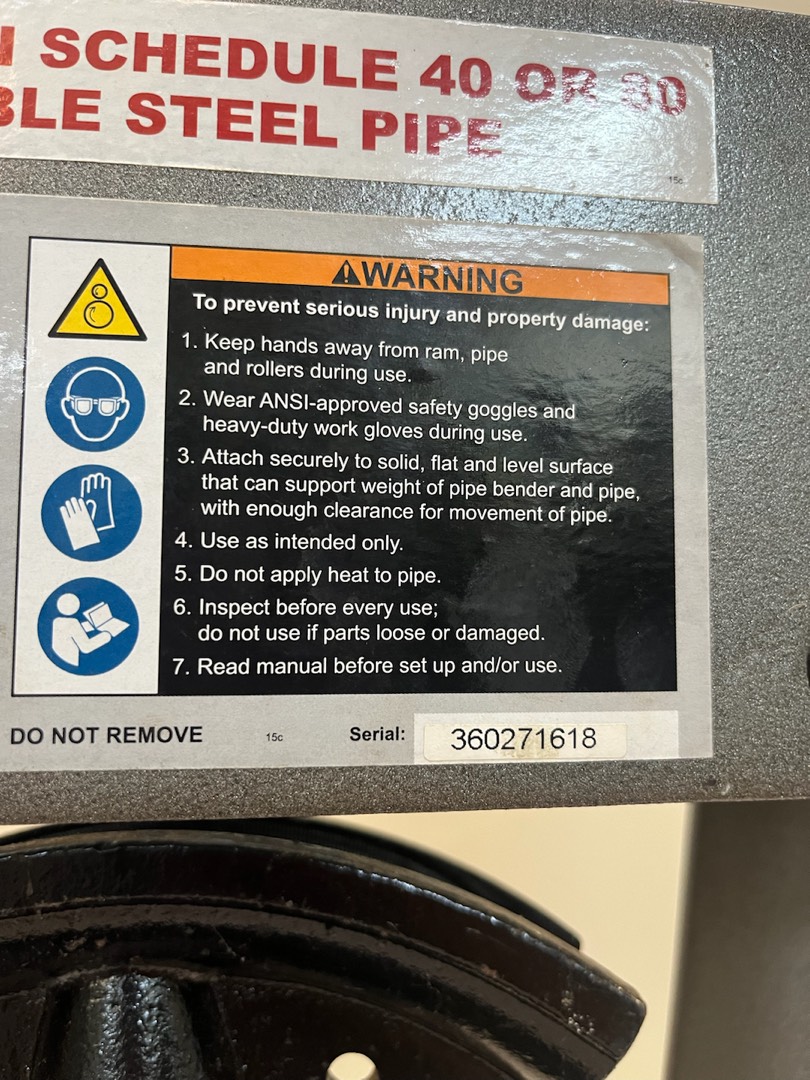 SCHEDULE 40 OR 80
BLE STEEL PIPE
15c
WARNING
To prevent serious injury and property damage:
1. Keep hands away from ram, pipe
and rollers during use.
2. Wear ANSI-approved safety goggles and
heavy-duty work gloves during use.
3. Attach securely to solid, flat and level surface
that can support weight of pipe bender and pipe,
with enough clearance for movement of pipe.
4. Use as intended only.
5. Do not apply heat to pipe.
6. Inspect before every use;
do not use if parts loose or damaged.
7. Read manual before set up and/or use.
DO NOT REMOVE 15c Serial: 360271618